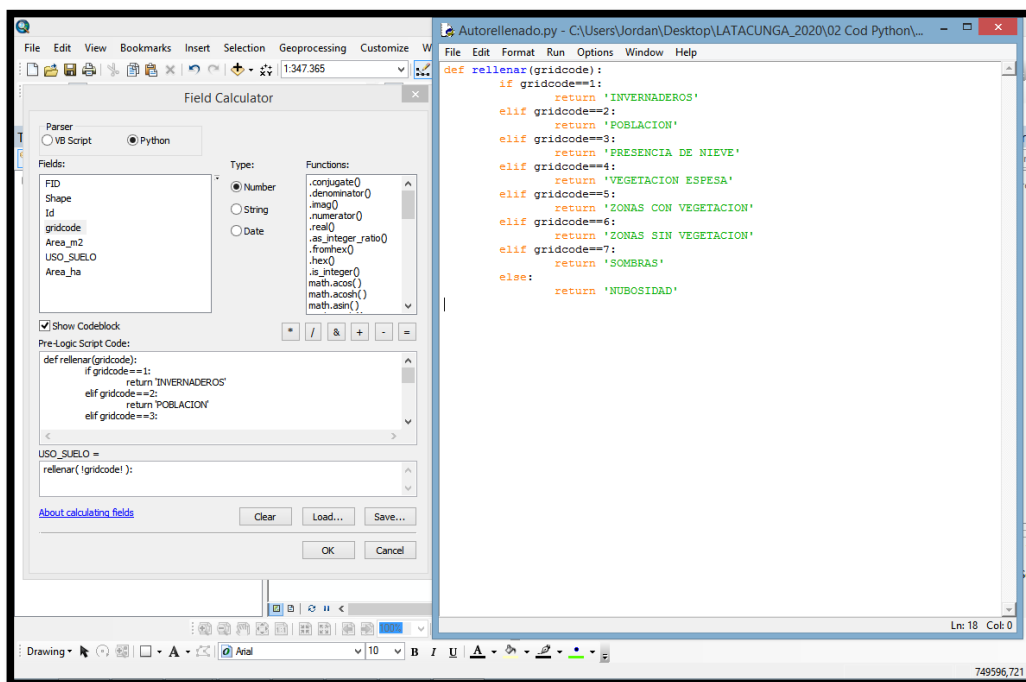 File Edit View Bookmarks Insert Selection Geoprocessing Customize W
1:347.365
Field Calculator
Parser
VB Script Python
Fields: Type: Functions:
FID
Shape
Id
gridcode
Area_m2
USO_SUELO
Area_ha
Number
String
Date
.conjugate()
.denominator()
.imag()
.numerator()
.real()
.as_integer_ratio()
.fromhex()
.hex()
.is_integer()
math.acos( )
math.acosh( )
math.asin( )
Show Codeblock
* / & + - =
Pre-Logic Script Code:
def rellenar(gridcode):
if gridcode==1:
return 'INVERNADEROS'
elif gridcode==2:
return 'POBLACION'
elif gridcode==3:
USO_SUELO =
rellenar( !gridcode! ):
About calculating fields
Clear Load... Save...
OK Cancel
100%
Drawing A Arial 10 B I U A
749596,721
Autorellenado.py - C:\Users\Jordan\Desktop\LATACUNGA_2020\02 Cod Python\...
File Edit Format Run Options Window Help
def rellenar(gridcode):
if gridcode==1:
return 'INVERNADEROS'
elif gridcode==2:
return 'POBLACION'
elif gridcode==3:
return 'PRESENCIA DE NIEVE'
elif gridcode==4:
return 'VEGETACION ESPESA'
elif gridcode==5:
return 'ZONAS CON VEGETACION'
elif gridcode==6:
return 'ZONAS SIN VEGETACION'
elif gridcode==7:
return 'SOMBRAS'
else:
return 'NUBOSIDAD'
Ln: 18 Col: 0